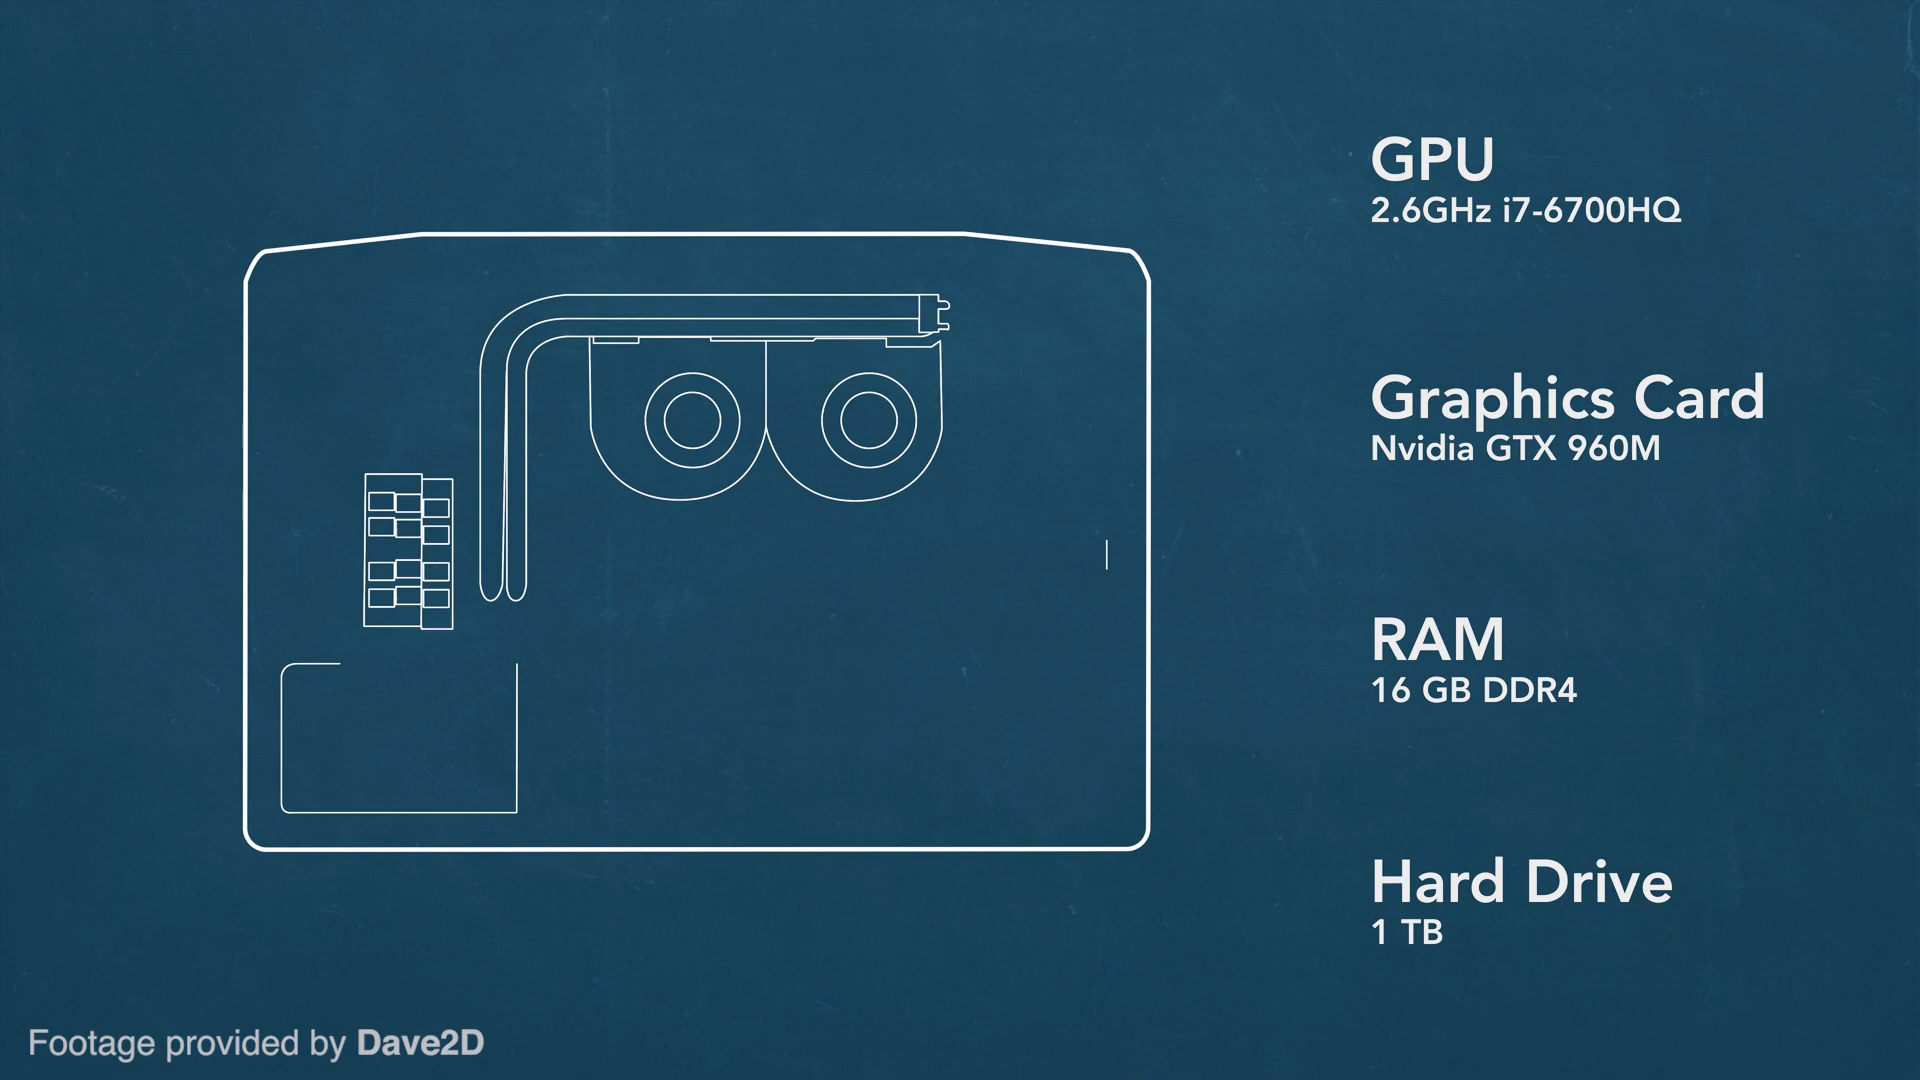 GPU
2.6GHz i7-6700HQ
Graphics Card
Nvidia GTX 960M
RAM
16 GB DDR4
Hard Drive
1 TB
Footage provided by Dave2D